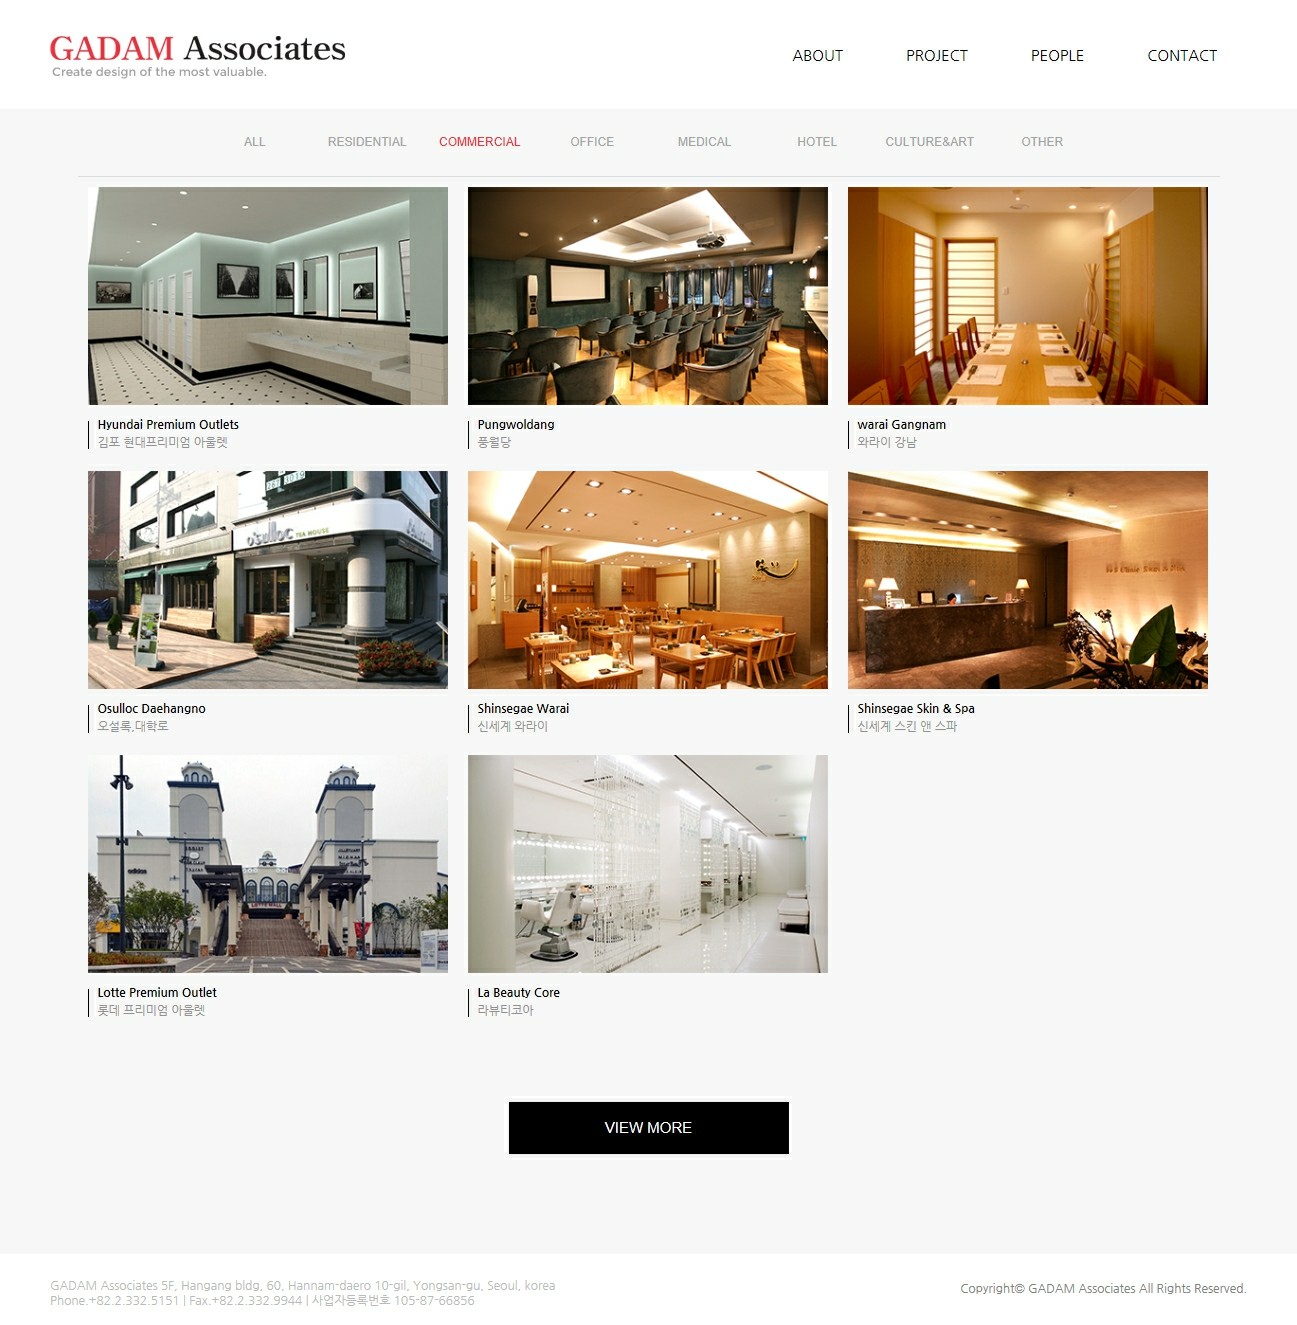 GADAM Associates
Create design of the most valuable.
ABOUT PROJECT PEOPLE CONTACT
ALL RESIDENTIAL COMMERCIAL OFFICE MEDICAL HOTEL CULTURE&ART OTHER
Hyundai Premium Outlets
김포 현대프리미엄 아울렛
Pungwoldang
풍월당
warai Gangnam
와라이 강남
o'sulloc TEA HOUSE
Osulloc Daehangno
오설록,대학로
Shinsegae Warai
신세계 와라이
Shinsegae Skin & Spa
신세계 스킨 앤 스파
adidas
LOTTE MALL
Lotte Premium Outlet
롯데 프리미엄 아울렛
La Beauty Core
라뷰티코아
VIEW MORE
GADAM Associates 5F, Hangang bldg, 60, Hannam-daero 10-gil, Yongsan-gu, Seoul, korea
Phone.+82.2.332.5151 | Fax.+82.2.332.9944 | 사업자등록번호 105-87-66856
Copyright© GADAM Associates All Rights Reserved.